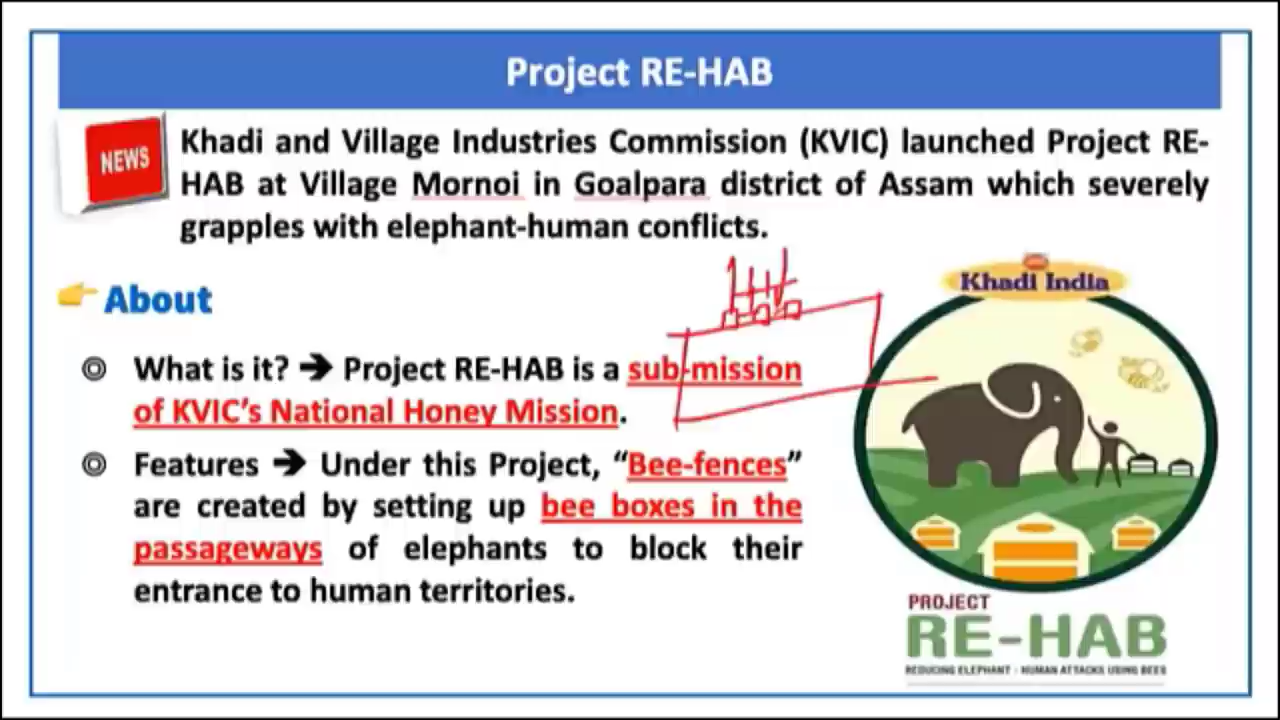 Project RE-HAB
NEWS
Khadi and Village Industries Commission (KVIC) launched Project RE-
HAB at Village Mornoi in Goalpara district of Assam which severely
grapples with elephant-human conflicts.
About
What is it? ➔ Project RE-HAB is a sub-mission
of KVIC's National Honey Mission.
Features ➔ Under this Project, “Bee-fences”
are created by setting up bee boxes in the
passageways of elephants to block their
entrance to human territories.
Khadi India
PROJECT
RE-HAB
REDUCING ELEPHANT - HUMAN ATTACKS USING BEES